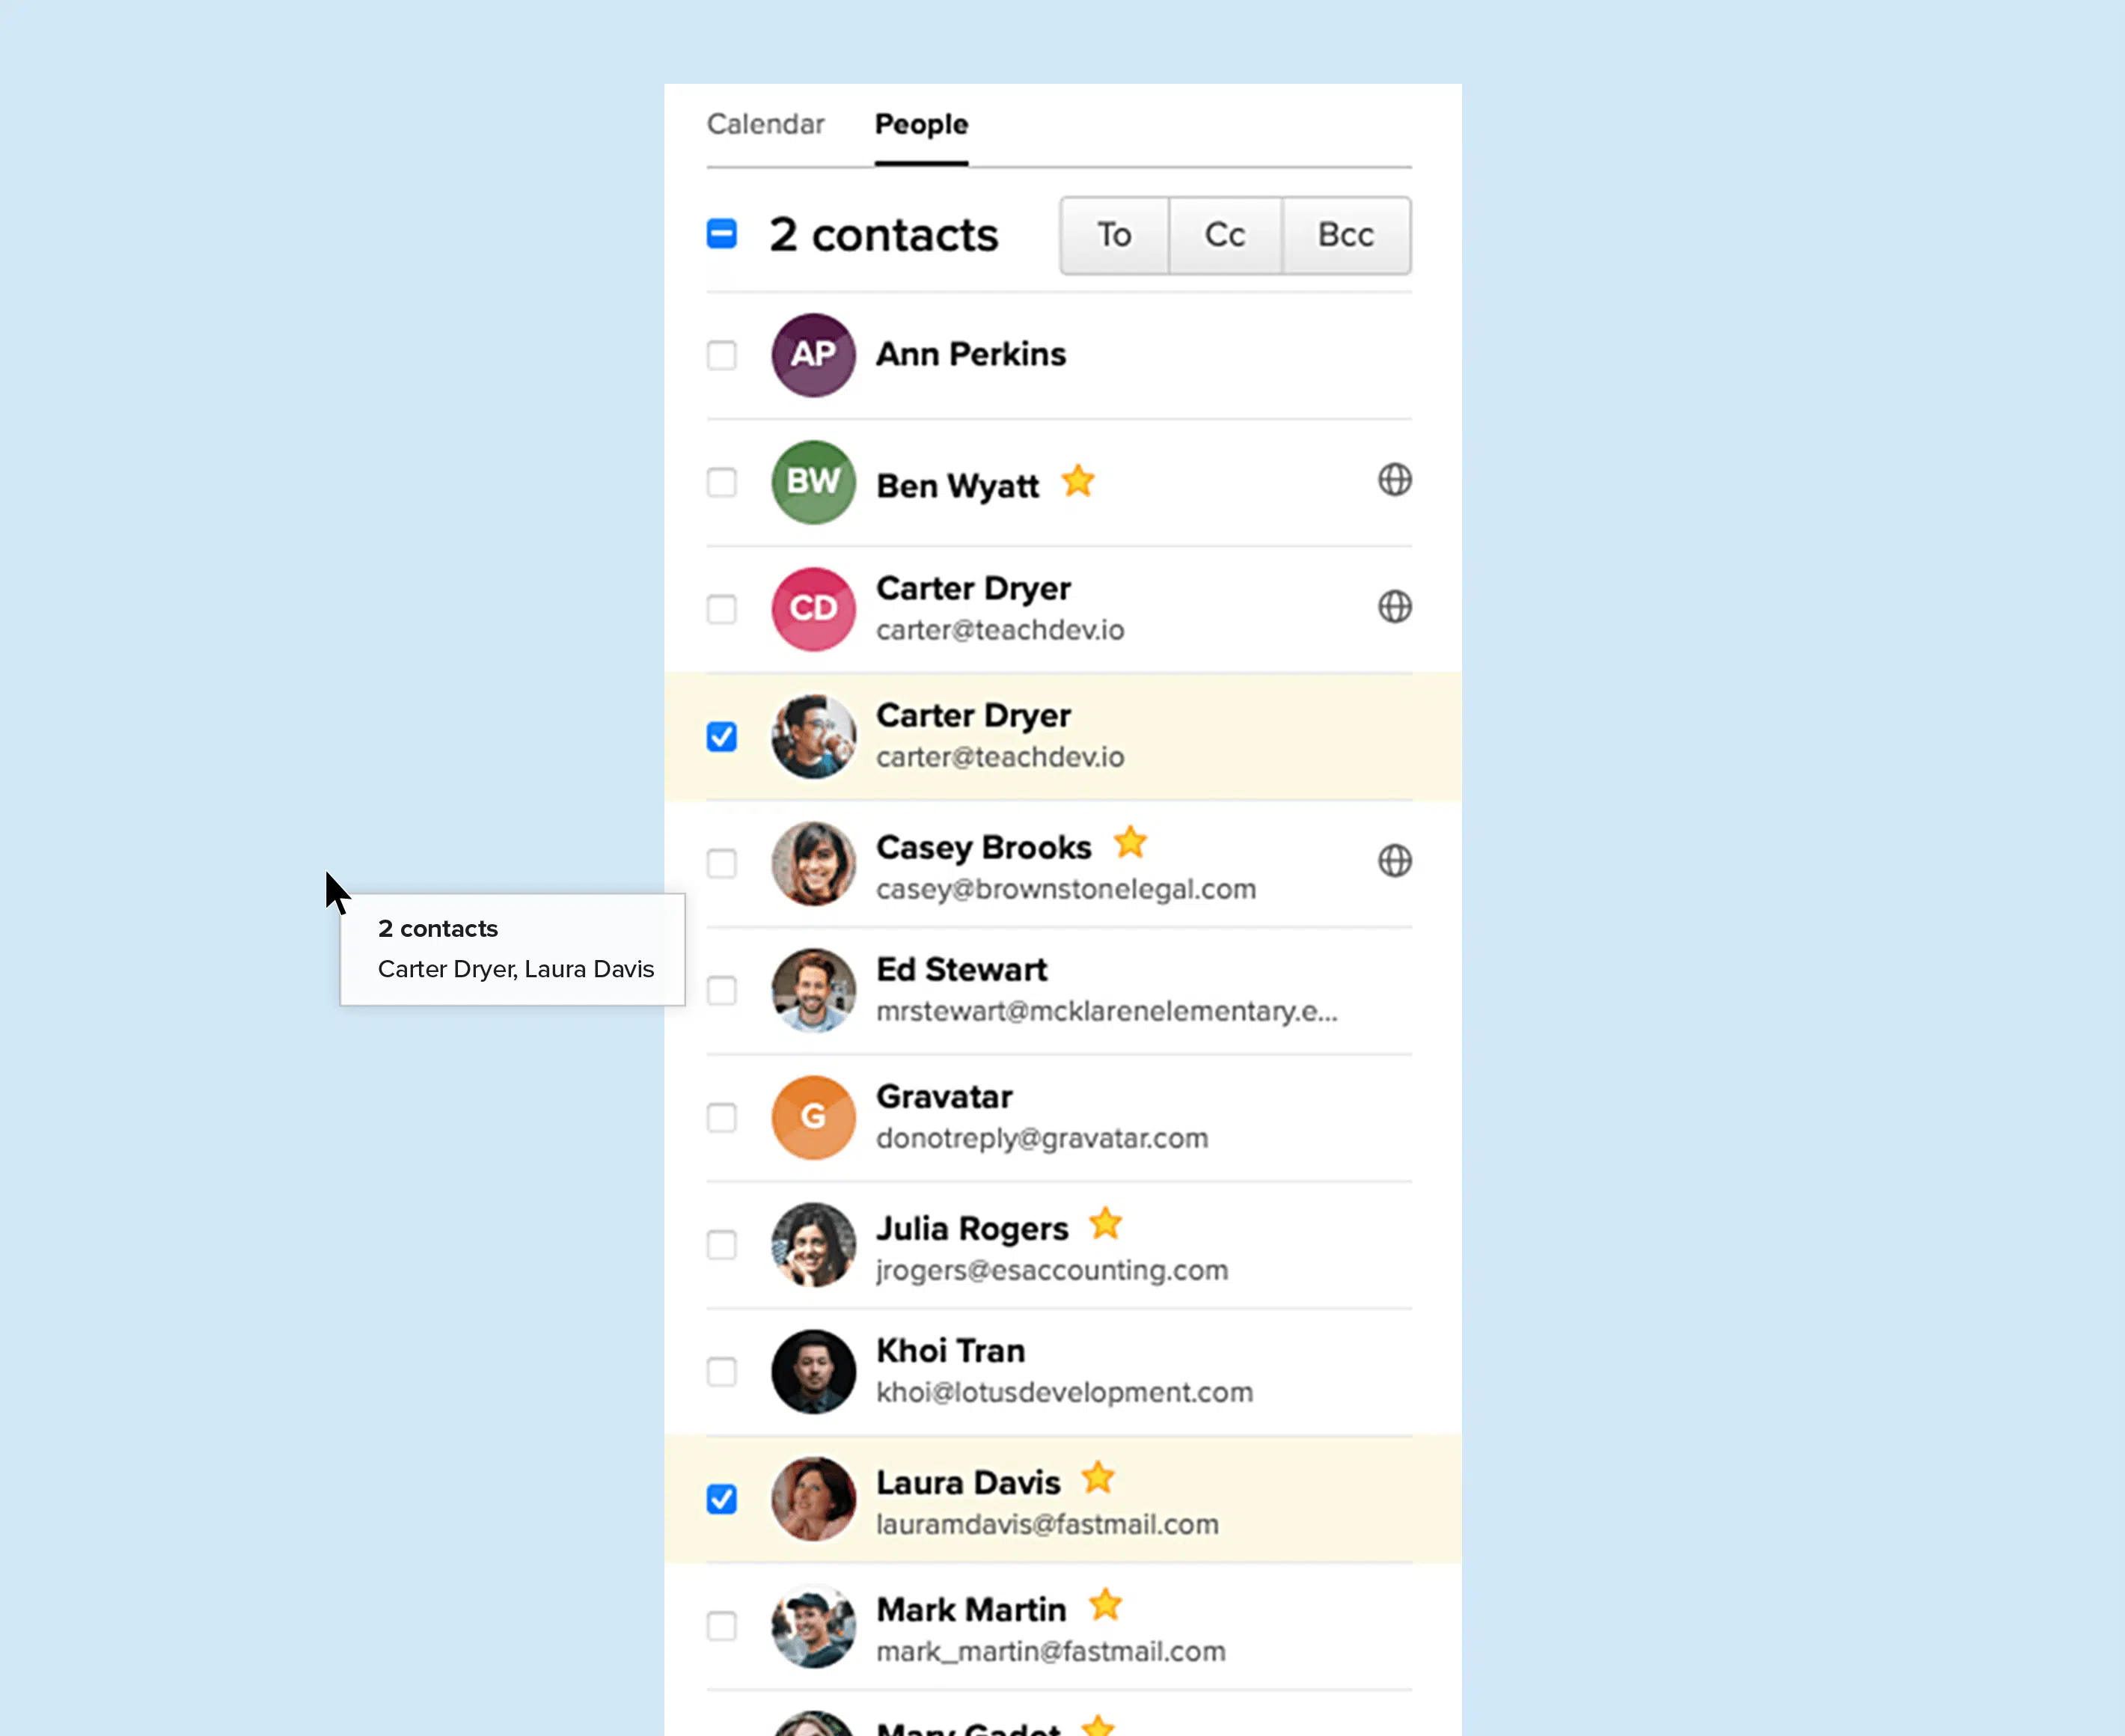 Calendar People
2 contacts To Cc Bcc
AP Ann Perkins
BW Ben Wyatt
CD Carter Dryer
carter@teachdev.io
Carter Dryer
carter@teachdev.io
Casey Brooks
casey@brownstonelegal.com
2 contacts
Carter Dryer, Laura Davis
Ed Stewart
mrstewart@mcklarenelementary.e...
G Gravatar
donotreply@gravatar.com
Julia Rogers
jrogers@esaccounting.com
Khoi Tran
khoi@lotusdevelopment.com
Laura Davis
lauramdavis@fastmail.com
Mark Martin
mark_martin@fastmail.com
Mary Gadot